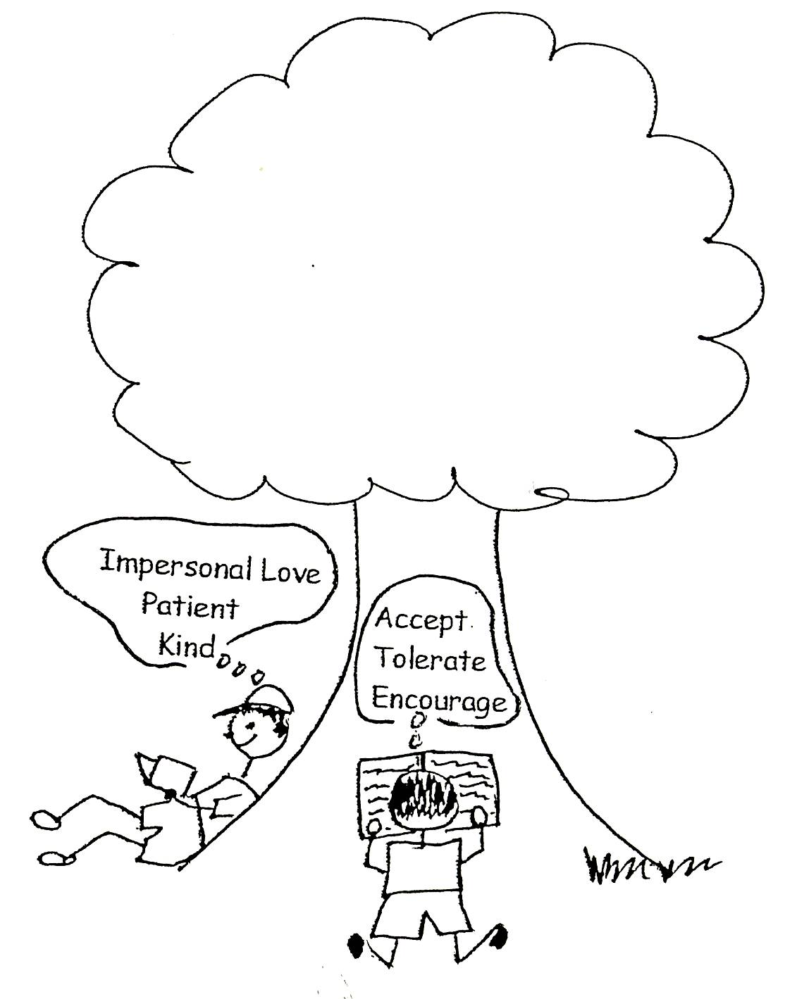 Impersonal Love
Patient
Kind
Accept
Tolerate
Encourage